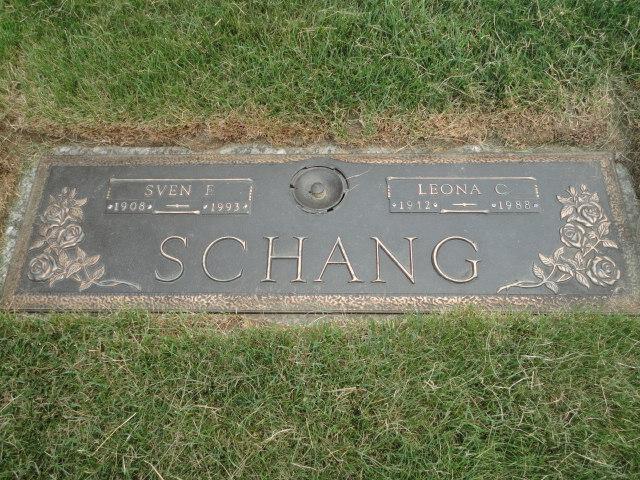 SVEN F.
1908 1993
LEONA C.
1912 1988
SCHANG